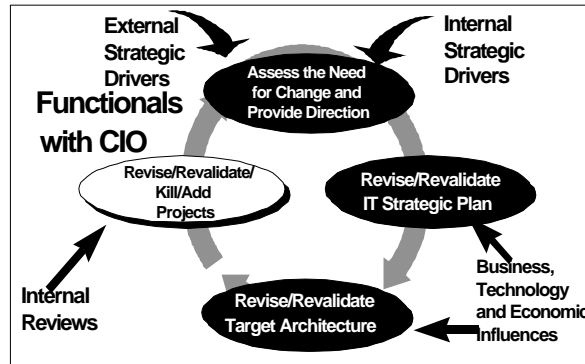 External
Strategic
Drivers
Internal
Strategic
Drivers
Assess the Need
for Change and
Provide Direction
Functionals
with CIO
Revise/Revalidate/
Kill/Add
Projects
Revise/Revalidate
IT Strategic Plan
Internal
Reviews
Revise/Revalidate
Target Architecture
Business,
Technology
and Economic
Influences